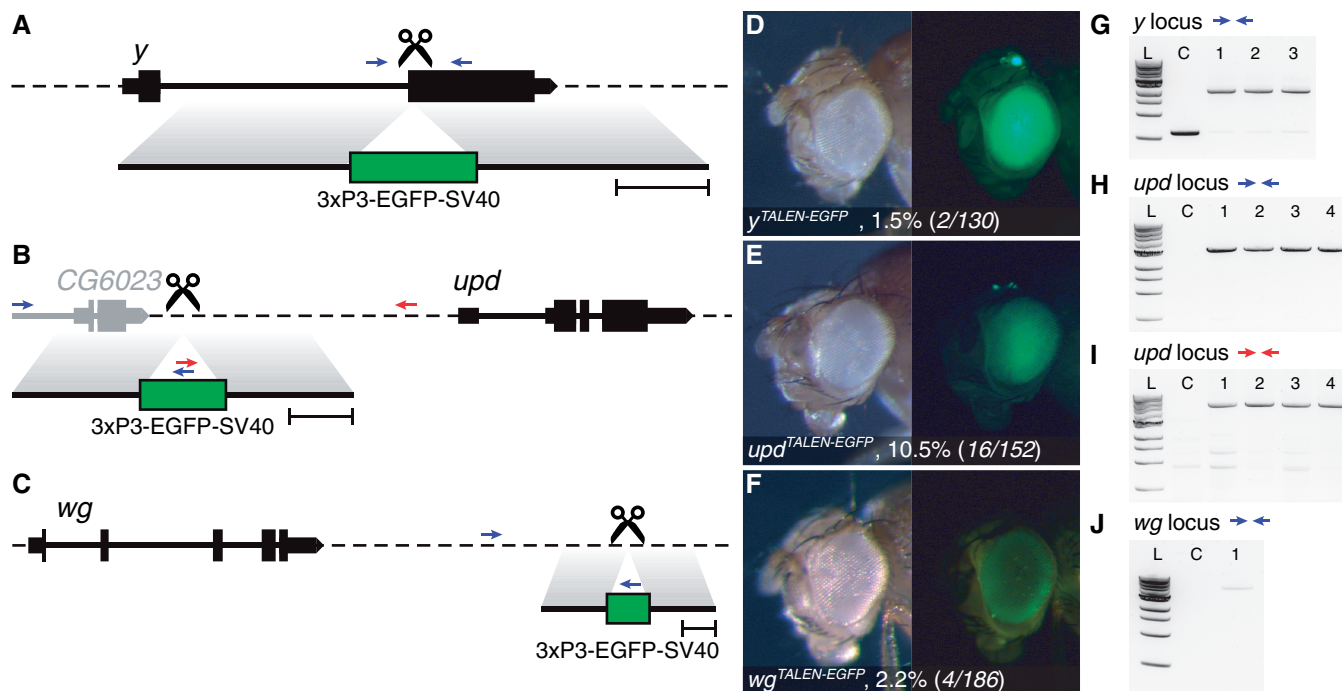 A
y
3xP3-EGFP-SV40
B
CG6023
upd
3xP3-EGFP-SV40
C
wg
3xP3-EGFP-SV40
D
y^TALEN-EGFP , 1.5% (2/130)
E
upd^TALEN-EGFP, 10.5% (16/152)
F
wg^TALEN-EGFP, 2.2% (4/186)
G y locus
L C 1 2 3
H upd locus
L C 1 2 3 4
I upd locus
L C 1 2 3 4
J wg locus
L C 1